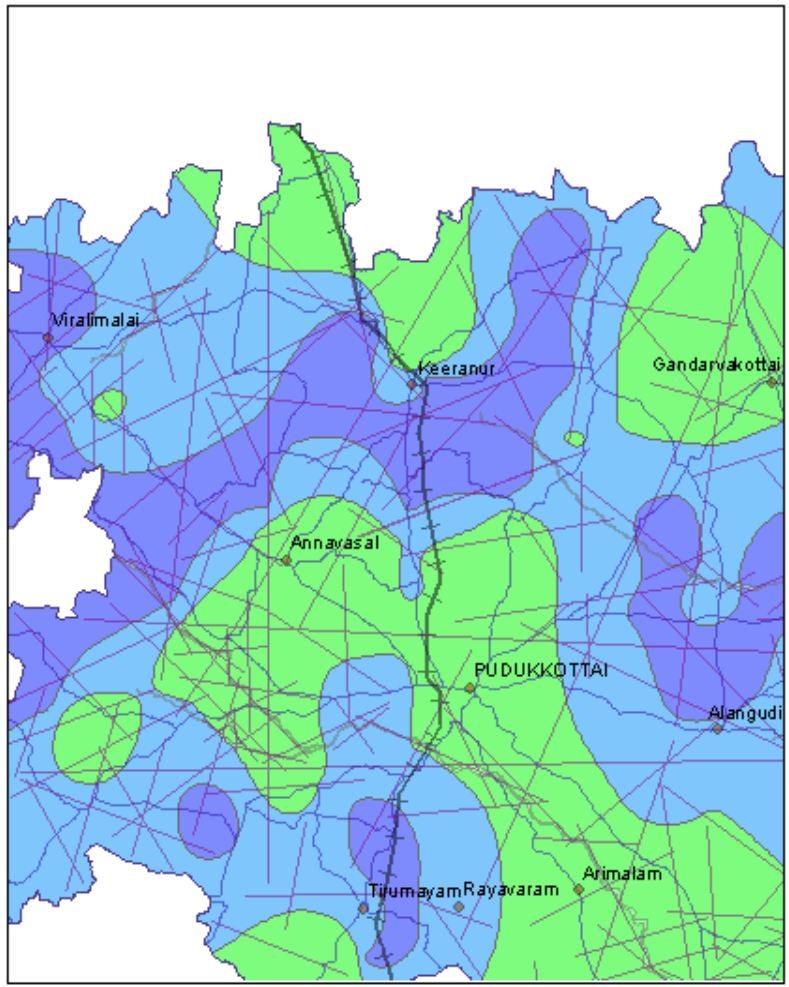 Viralimalai
Keeranur
Gandarvakottai
Annavasal
PUDUKKOTTAI
Alangudi
Arimalam
Tirumayam
Rayavaram